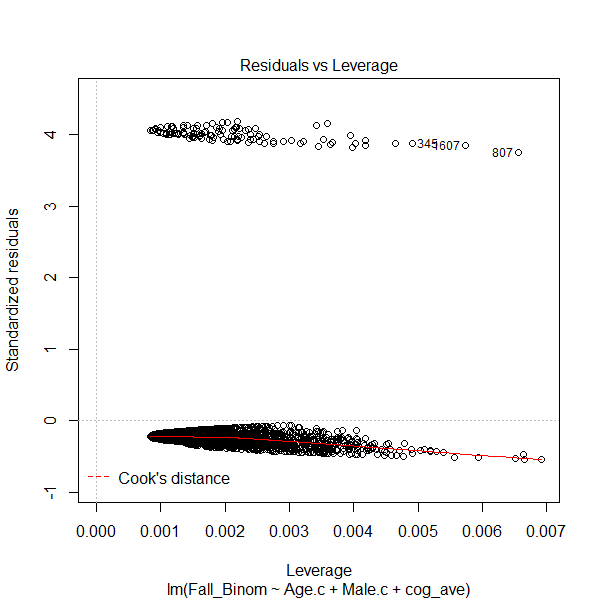 Residuals vs Leverage
Standardized residuals
4
3
2
1
0
-1
345
1607
807
Cook's distance
0.000 0.001 0.002 0.003 0.004 0.005 0.006 0.007
Leverage
lm(Fall_Binom ~ Age.c + Male.c + cog_ave)